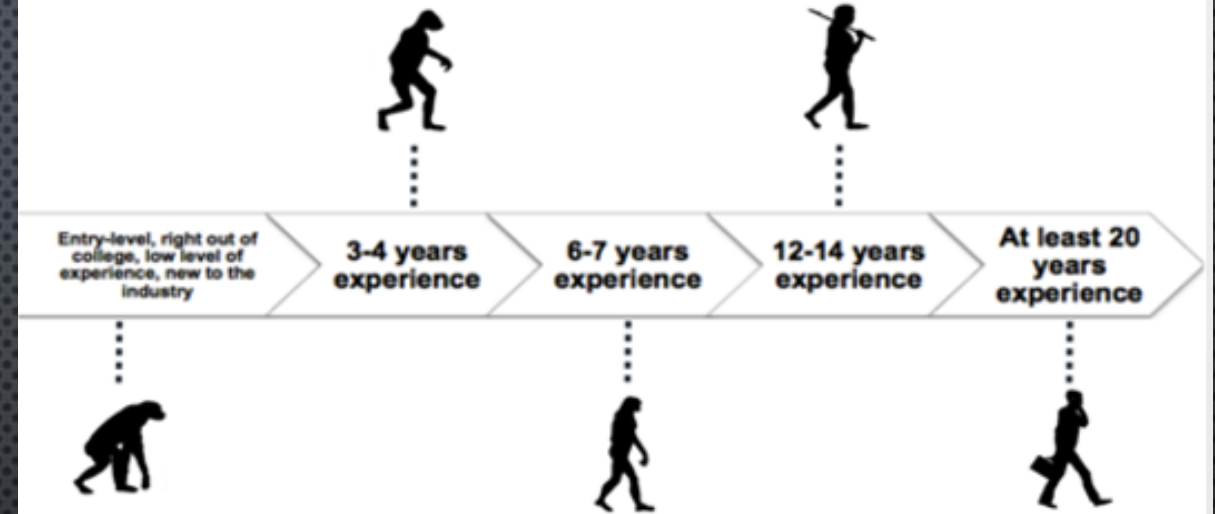 Entry-level, right out of
college, low level of
experience, new to the
industry
3-4 years
experience
6-7 years
experience
12-14 years
experience
At least 20
years
experience